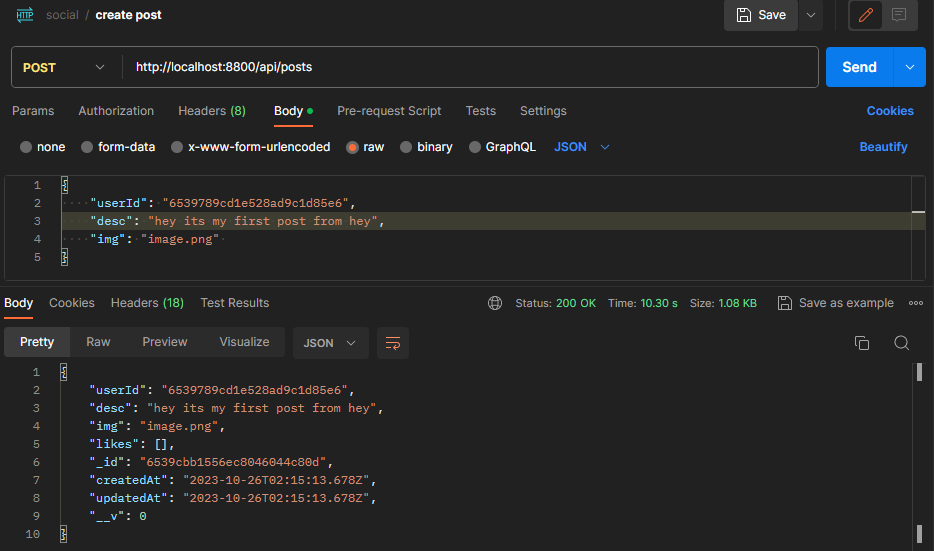 HTTP social / create post Save
POST http://localhost:8800/api/posts Send
Params Authorization Headers (8) Body Pre-request Script Tests Settings Cookies
none form-data x-www-form-urlencoded raw binary GraphQL JSON Beautify
1 {
2 "userId": "6539789cd1e528ad9c1d85e6",
3 "desc": "hey its my first post from hey",
4 "img": "image.png"
5 }
Body Cookies Headers (18) Test Results Status: 200 OK Time: 10.30 s Size: 1.08 KB Save as example
Pretty Raw Preview Visualize JSON
1 {
2 "userId": "6539789cd1e528ad9c1d85e6",
3 "desc": "hey its my first post from hey",
4 "img": "image.png",
5 "likes": [],
6 "_id": "6539cbb1556ec8046044c80d",
7 "createdAt": "2023-10-26T02:15:13.678Z",
8 "updatedAt": "2023-10-26T02:15:13.678Z",
9 "__v": 0
10 }